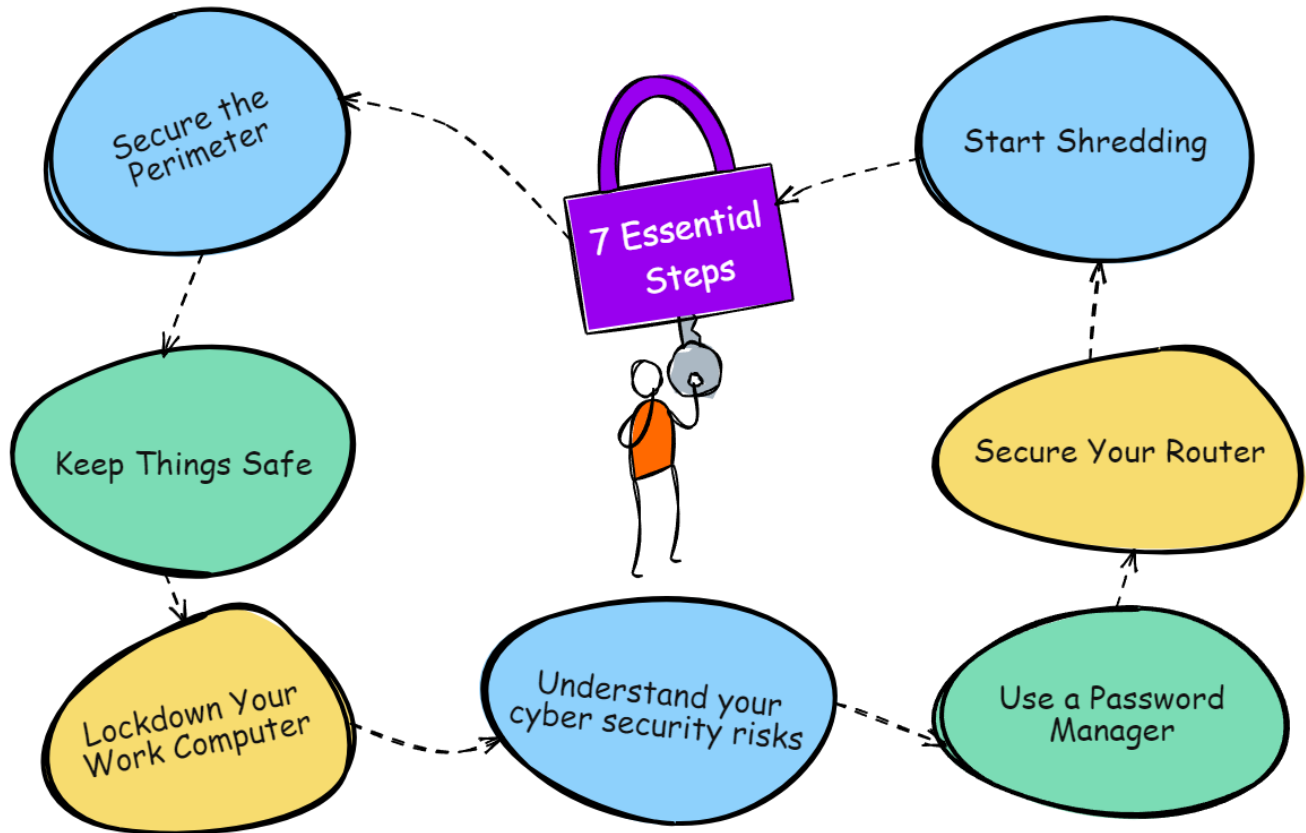 7 Essential
Steps
Secure the
Perimeter
Keep Things Safe
Lockdown Your
Work Computer
Understand your
cyber security risks
Use a Password
Manager
Secure Your Router
Start Shredding